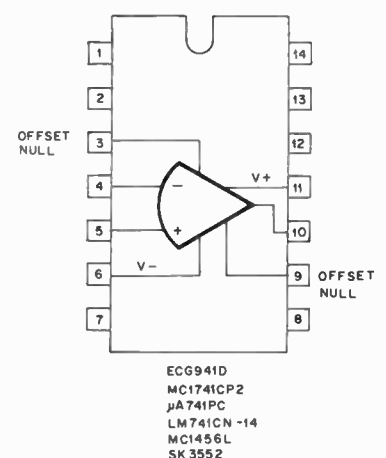 1 14
2 13
OFFSET NULL 3 12
4 − V+ 11
5 + 10
6 V− 9 OFFSET NULL
7 8
ECG941D
MC1741CP2
µA741PC
LM741CN-14
MC1456L
SK3552